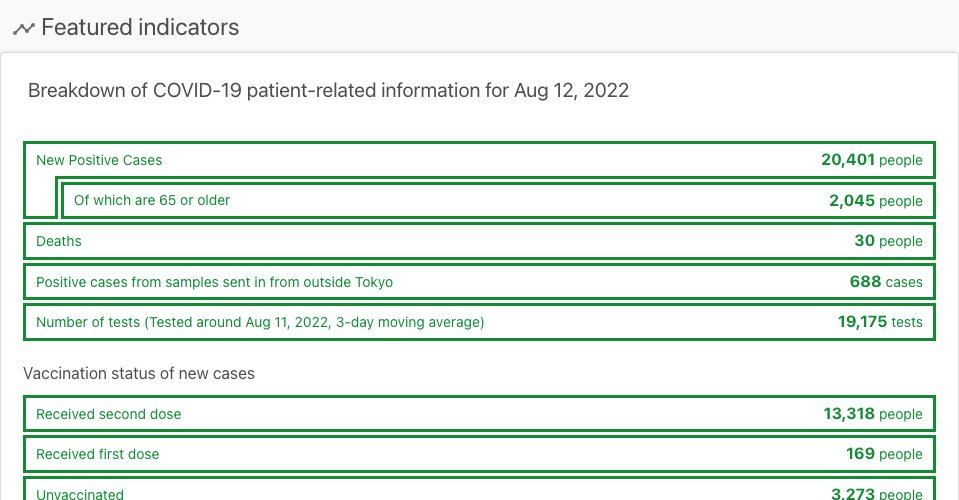 Featured indicators
Breakdown of COVID-19 patient-related information for Aug 12, 2022
New Positive Cases 20,401 people
Of which are 65 or older 2,045 people
Deaths 30 people
Positive cases from samples sent in from outside Tokyo 688 cases
Number of tests (Tested around Aug 11, 2022, 3-day moving average) 19,175 tests
Vaccination status of new cases
Received second dose 13,318 people
Received first dose 169 people
Unvaccinated 3,273 people